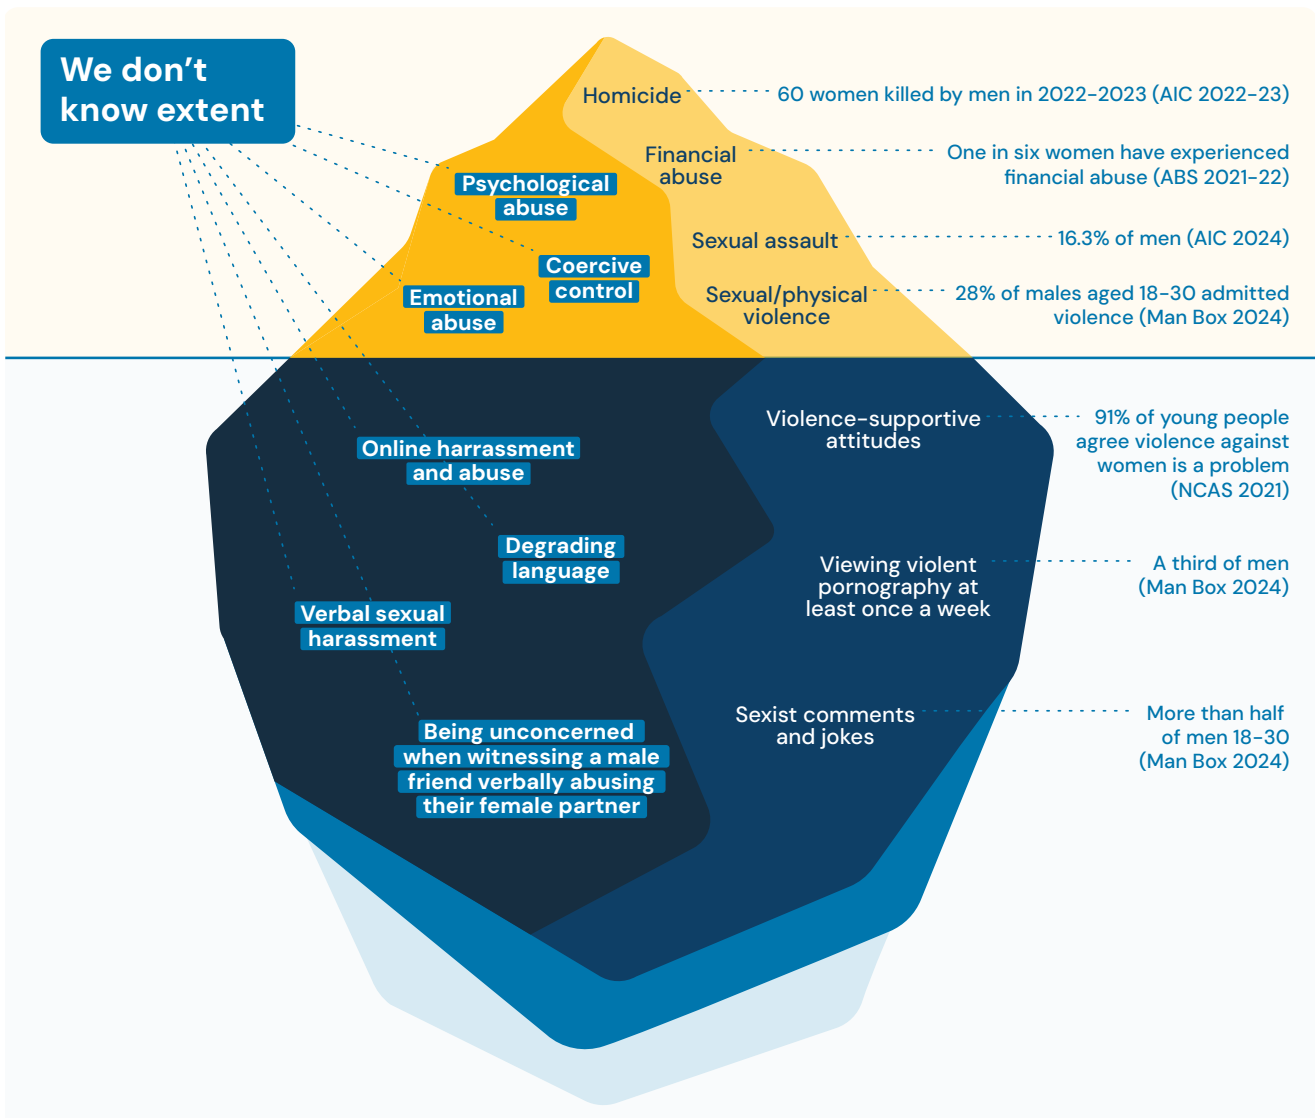 We don't
know extent
Homicide
60 women killed by men in 2022-2023 (AIC 2022-23)
Financial
abuse
One in six women have experienced
financial abuse (ABS 2021-22)
Psychological
abuse
Sexual assault
16.3% of men (AIC 2024)
Coercive
control
Emotional
abuse
Sexual/physical
violence
28% of males aged 18-30 admitted
violence (Man Box 2024)
Violence-supportive
attitudes
91% of young people
agree violence against
women is a problem
(NCAS 2021)
Online harrassment
and abuse
Degrading
language
Viewing violent
pornography at
least once a week
A third of men
(Man Box 2024)
Verbal sexual
harassment
Sexist comments
and jokes
More than half
of men 18-30
(Man Box 2024)
Being unconcerned
when witnessing a male
friend verbally abusing
their female partner